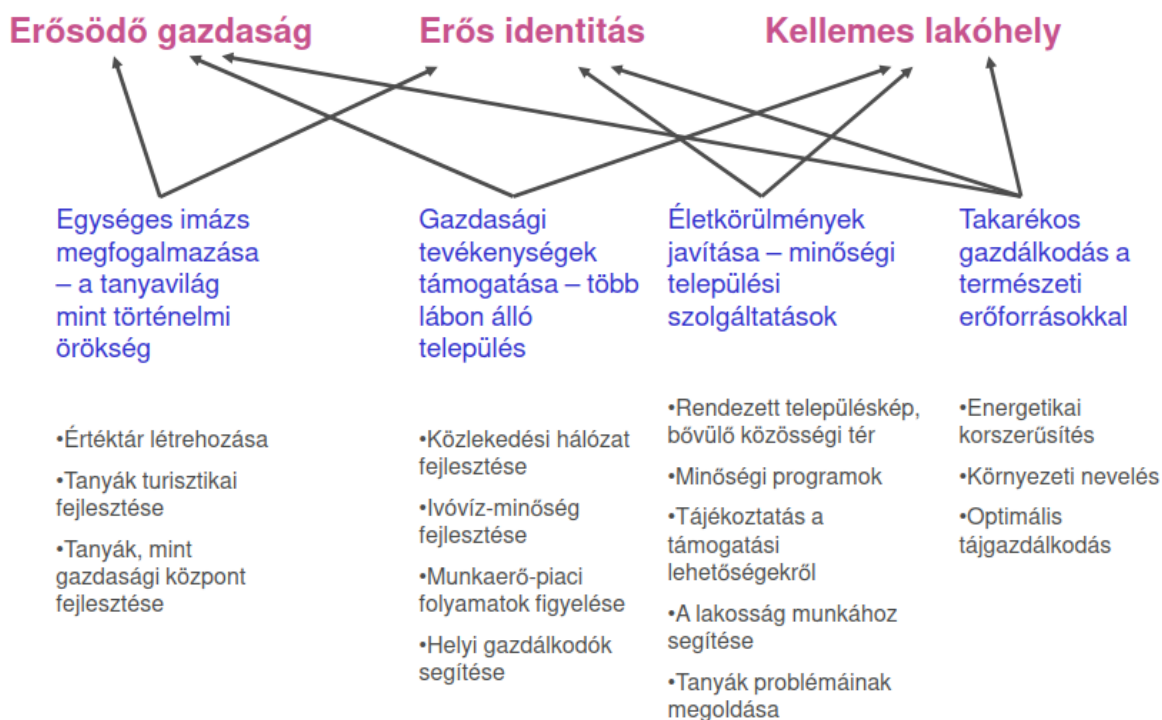 Erősödő gazdaság
Erős identitás
Kellemes lakóhely
Egységes imázs
megfogalmazása
– a tanyavilág
mint történelmi
örökség
•Értéktár létrehozása
•Tanyák turisztikai
fejlesztése
•Tanyák, mint
gazdasági központ
fejlesztése
Gazdasági
tevékenységek
támogatása – több
lábon álló
település
•Közlekedési hálózat
fejlesztése
•Ivóvíz-minőség
fejlesztése
•Munkaerő-piaci
folyamatok figyelése
•Helyi gazdálkodók
segítése
Életkörülmények
javítása – minőségi
települési
szolgáltatások
•Rendezett településkép,
bővülő közösségi tér
•Minőségi programok
•Tájékoztatás a
támogatási
lehetőségekről
•A lakosság munkához
segítése
•Tanyák problémáinak
megoldása
Takarékos
gazdálkodás a
természeti
erőforrásokkal
•Energetikai
korszerűsítés
•Környezeti nevelés
•Optimális
tájgazdálkodás